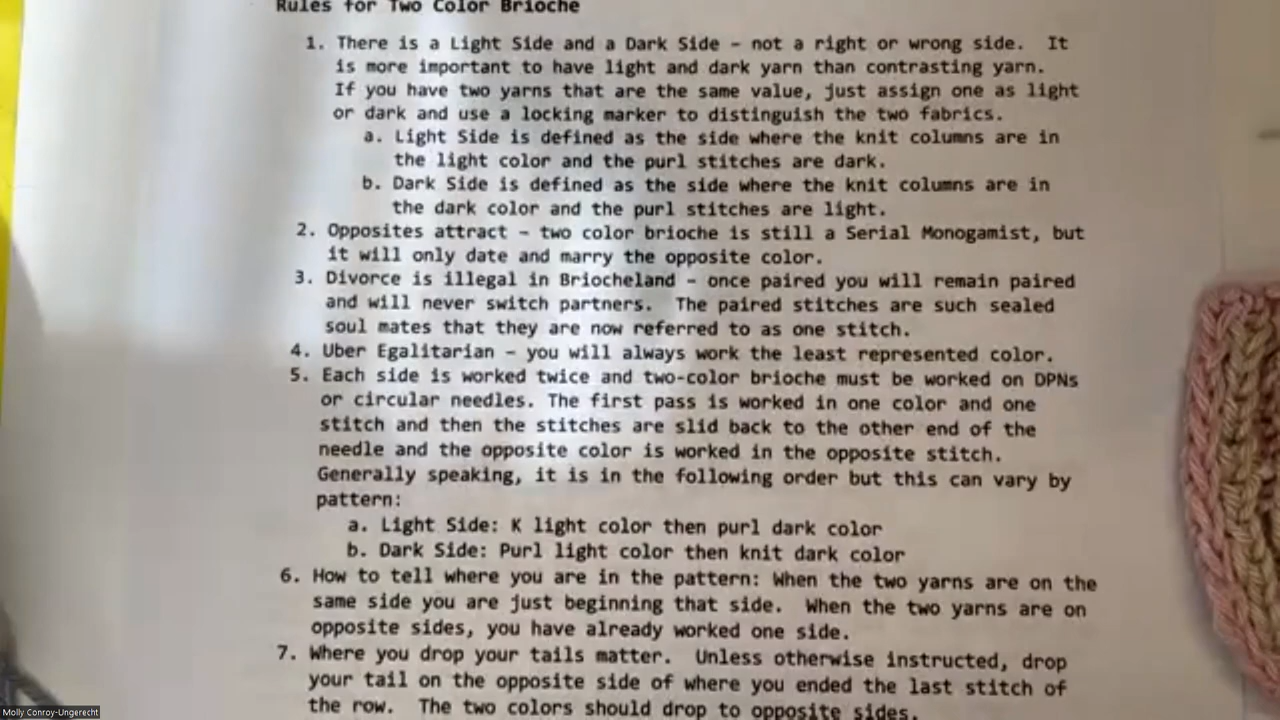 Rules for Two Color Brioche
1. There is a Light Side and a Dark Side – not a right or wrong side. It
is more important to have light and dark yarn than contrasting yarn.
If you have two yarns that are the same value, just assign one as light
or dark and use a locking marker to distinguish the two fabrics.
a. Light Side is defined as the side where the knit columns are in
the light color and the purl stitches are dark.
b. Dark Side is defined as the side where the knit columns are in
the dark color and the purl stitches are light.
2. Opposites attract – two color brioche is still a Serial Monogamist, but
it will only date and marry the opposite color.
3. Divorce is illegal in Briocheland – once paired you will remain paired
and will never switch partners. The paired stitches are such sealed
soul mates that they are now referred to as one stitch.
4. Uber Egalitarian – you will always work the least represented color.
5. Each side is worked twice and two-color brioche must be worked on DPNs
or circular needles. The first pass is worked in one color and one
stitch and then the stitches are slid back to the other end of the
needle and the opposite color is worked in the opposite stitch.
Generally speaking, it is in the following order but this can vary by
pattern:
a. Light Side: K light color then purl dark color
b. Dark Side: Purl light color then knit dark color
6. How to tell where you are in the pattern: When the two yarns are on the
same side you are just beginning that side. When the two yarns are on
opposite sides, you have already worked one side.
7. Where you drop your tails matter. Unless otherwise instructed, drop
your tail on the opposite side of where you ended the last stitch of
the row. The two colors should drop to opposite sides.
Molly Conroy-Ungerecht